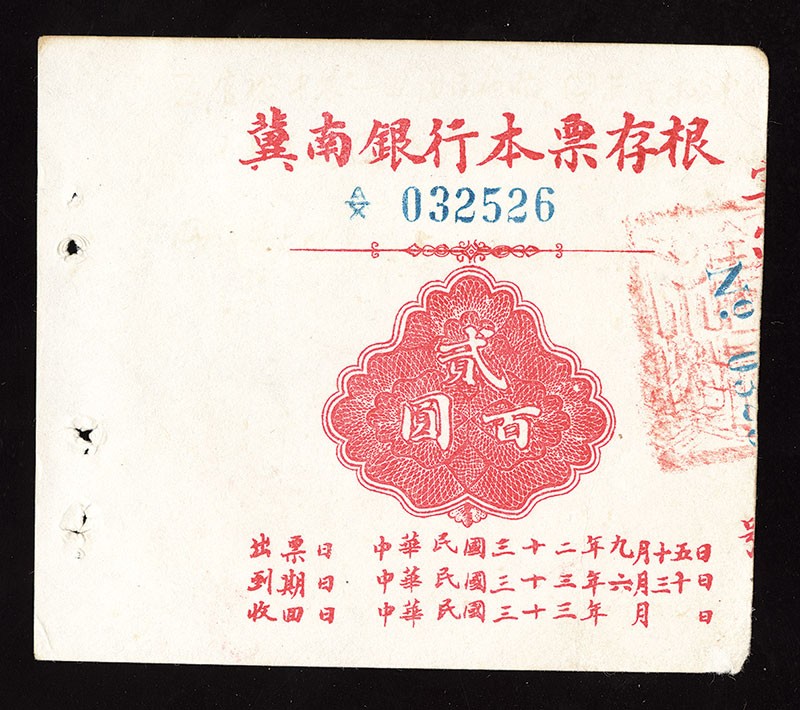 冀南銀行本票存根
032526
貳
百圓
出票日 中華民國三十二年九月十五日
到期日 中華民國三十三年六月三十日
收回日 中華民國三十三年 月 日
No. 03